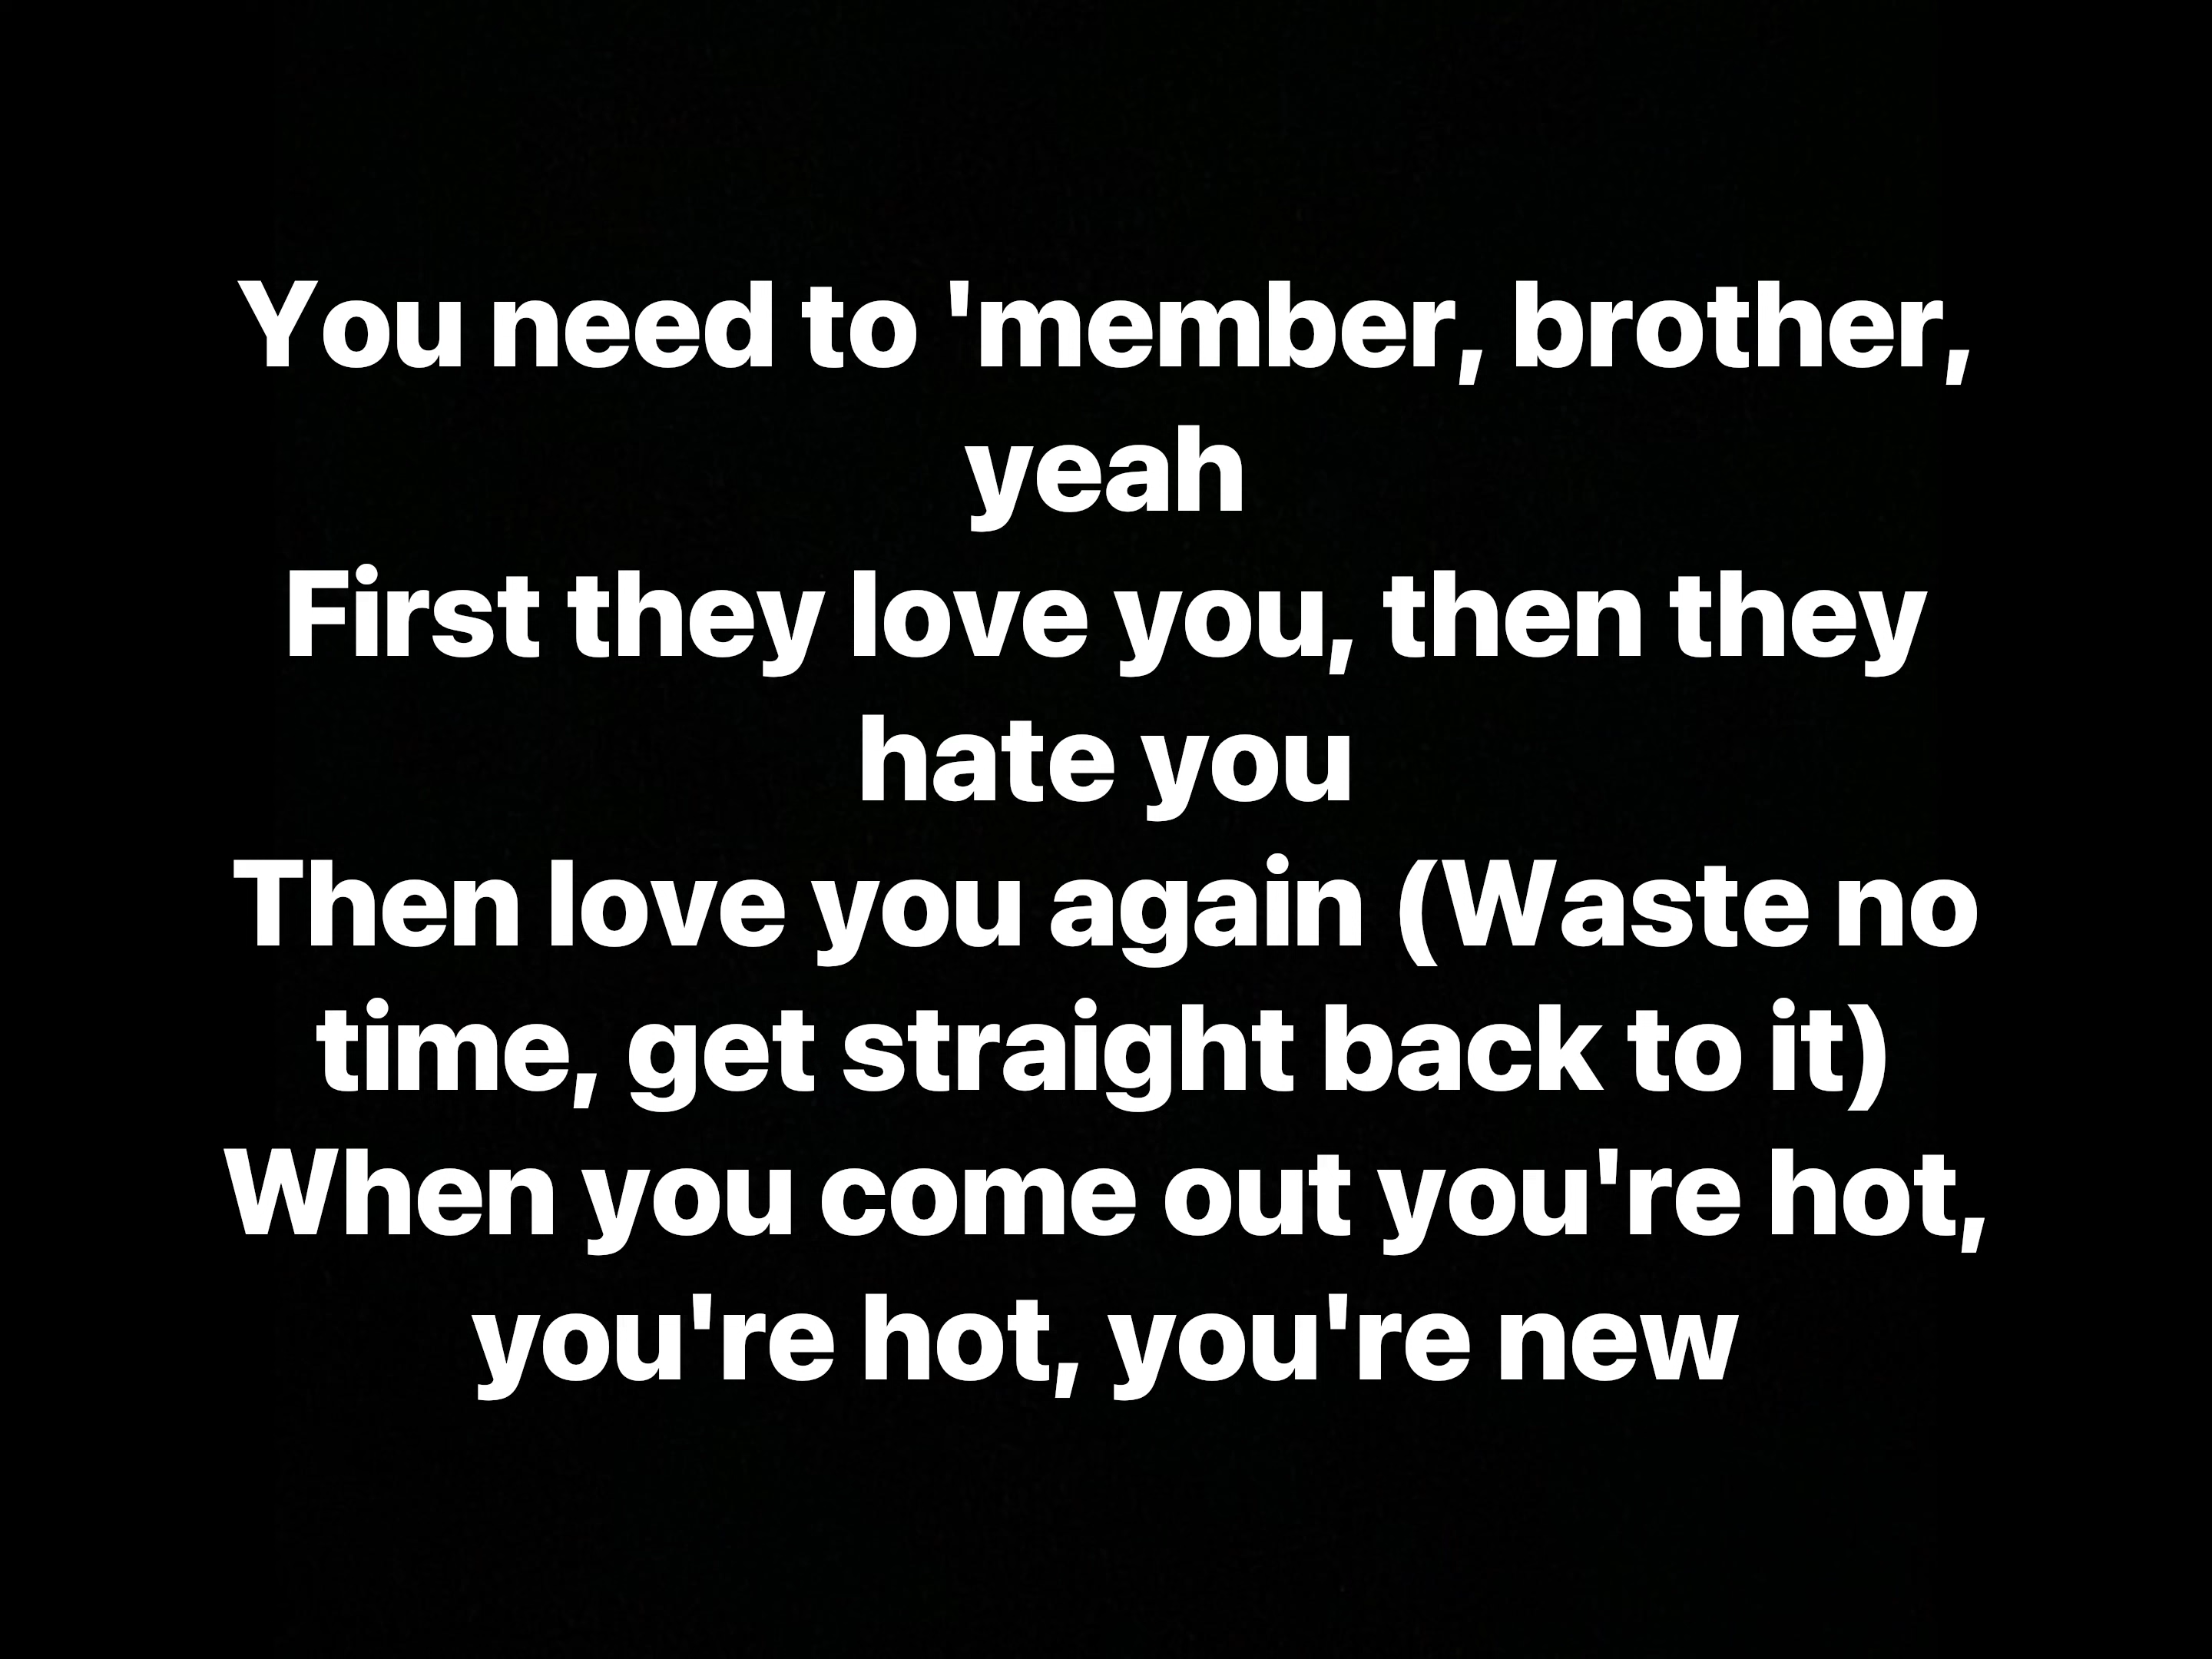 You need to 'member, brother,
yeah
First they love you, then they
hate you
Then love you again (Waste no
time, get straight back to it)
When you come out you're hot,
you're hot, you're new